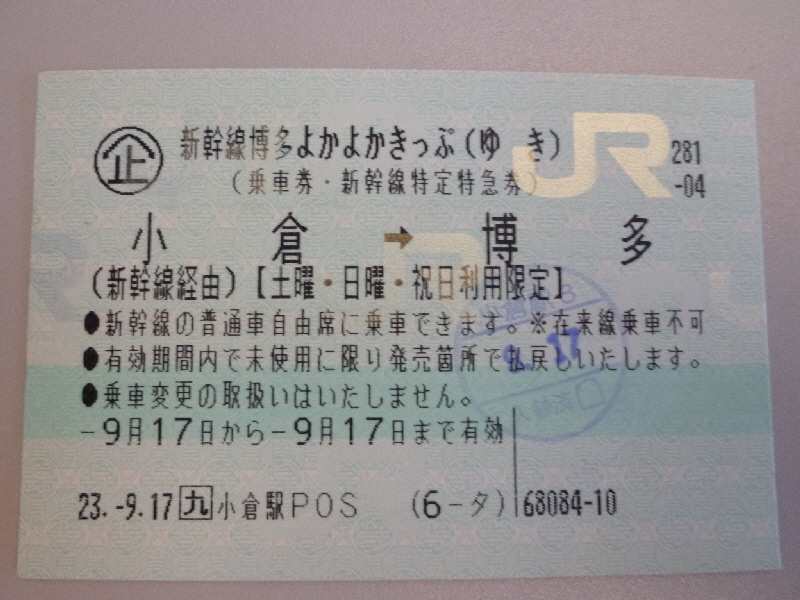 企 新幹線博多よかよかきっぷ(ゆ き) JR 281
(乗車券・新幹線特定特急券) -04
小 倉 → 博 多
(新幹線経由)【土曜・日曜・祝日利用限定】
●新幹線の普通車自由席に乗車できます。※在来線乗車不可
●有効期間内で未使用に限り発売箇所で払戻しいたします。
●乗車変更の取扱いはいたしません。
-9月17日から-9月17日まで有効
23.-9.17 九 小倉駅POS (6-タ) 68084-10